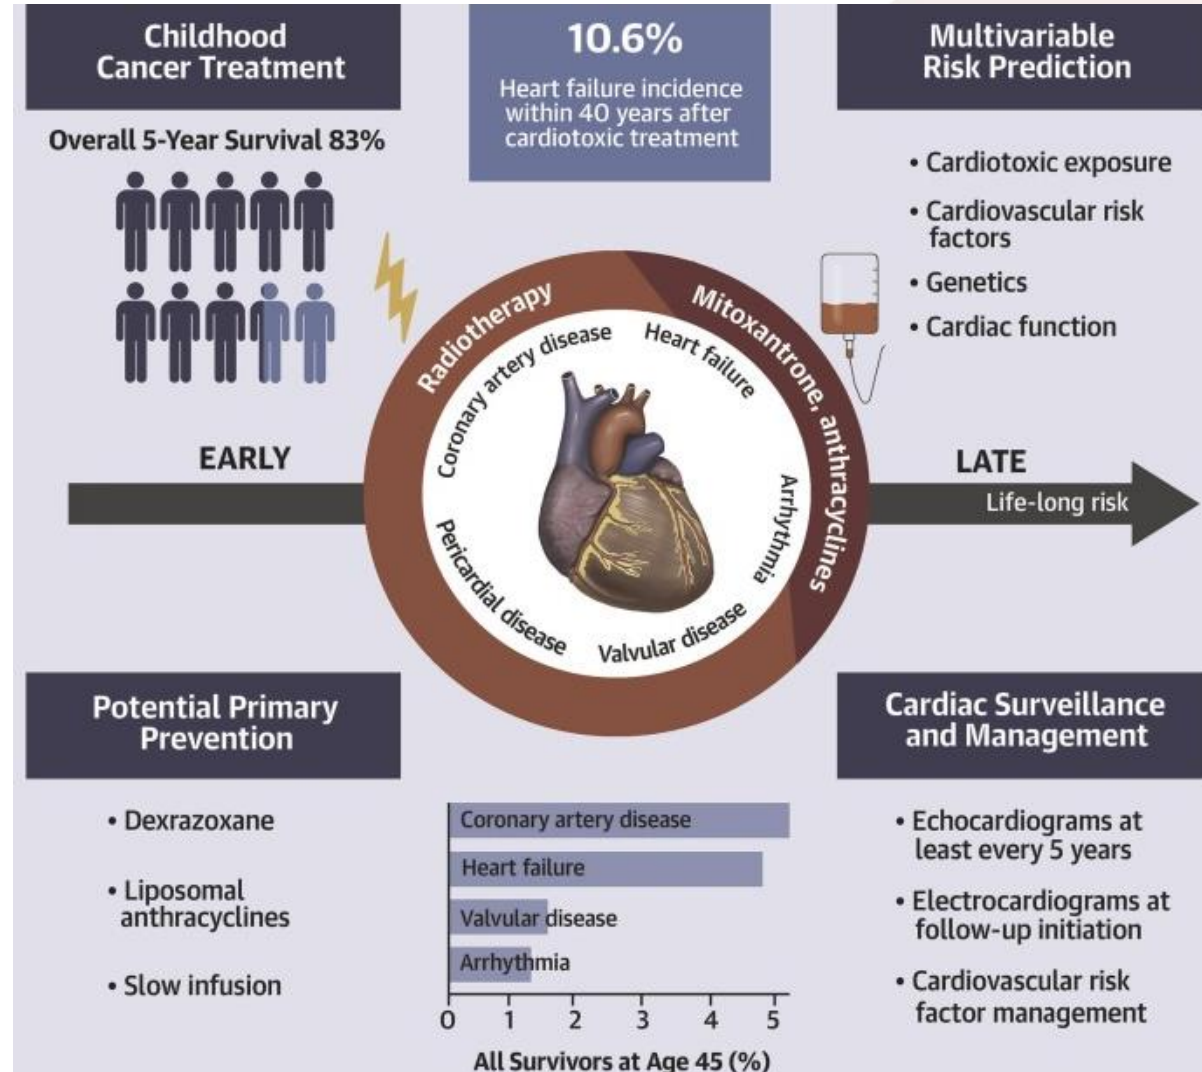 Childhood
Cancer Treatment
Overall 5-Year Survival 83%
10.6%
Heart failure incidence
within 40 years after
cardiotoxic treatment
Multivariable
Risk Prediction
• Cardiotoxic exposure
• Cardiovascular risk
factors
• Genetics
• Cardiac function
Radiotherapy
Mitoxantrone, anthracyclines
Coronary artery disease
Heart failure
Arrhythmia
Valvular disease
Pericardial disease
EARLY
LATE
Life-long risk
Potential Primary
Prevention
• Dexrazoxane
• Liposomal
anthracyclines
• Slow infusion
Coronary artery disease
Heart failure
Valvular disease
Arrhythmia
0 1 2 3 4 5
All Survivors at Age 45 (%)
Cardiac Surveillance
and Management
• Echocardiograms at
least every 5 years
• Electrocardiograms at
follow-up initiation
• Cardiovascular risk
factor management